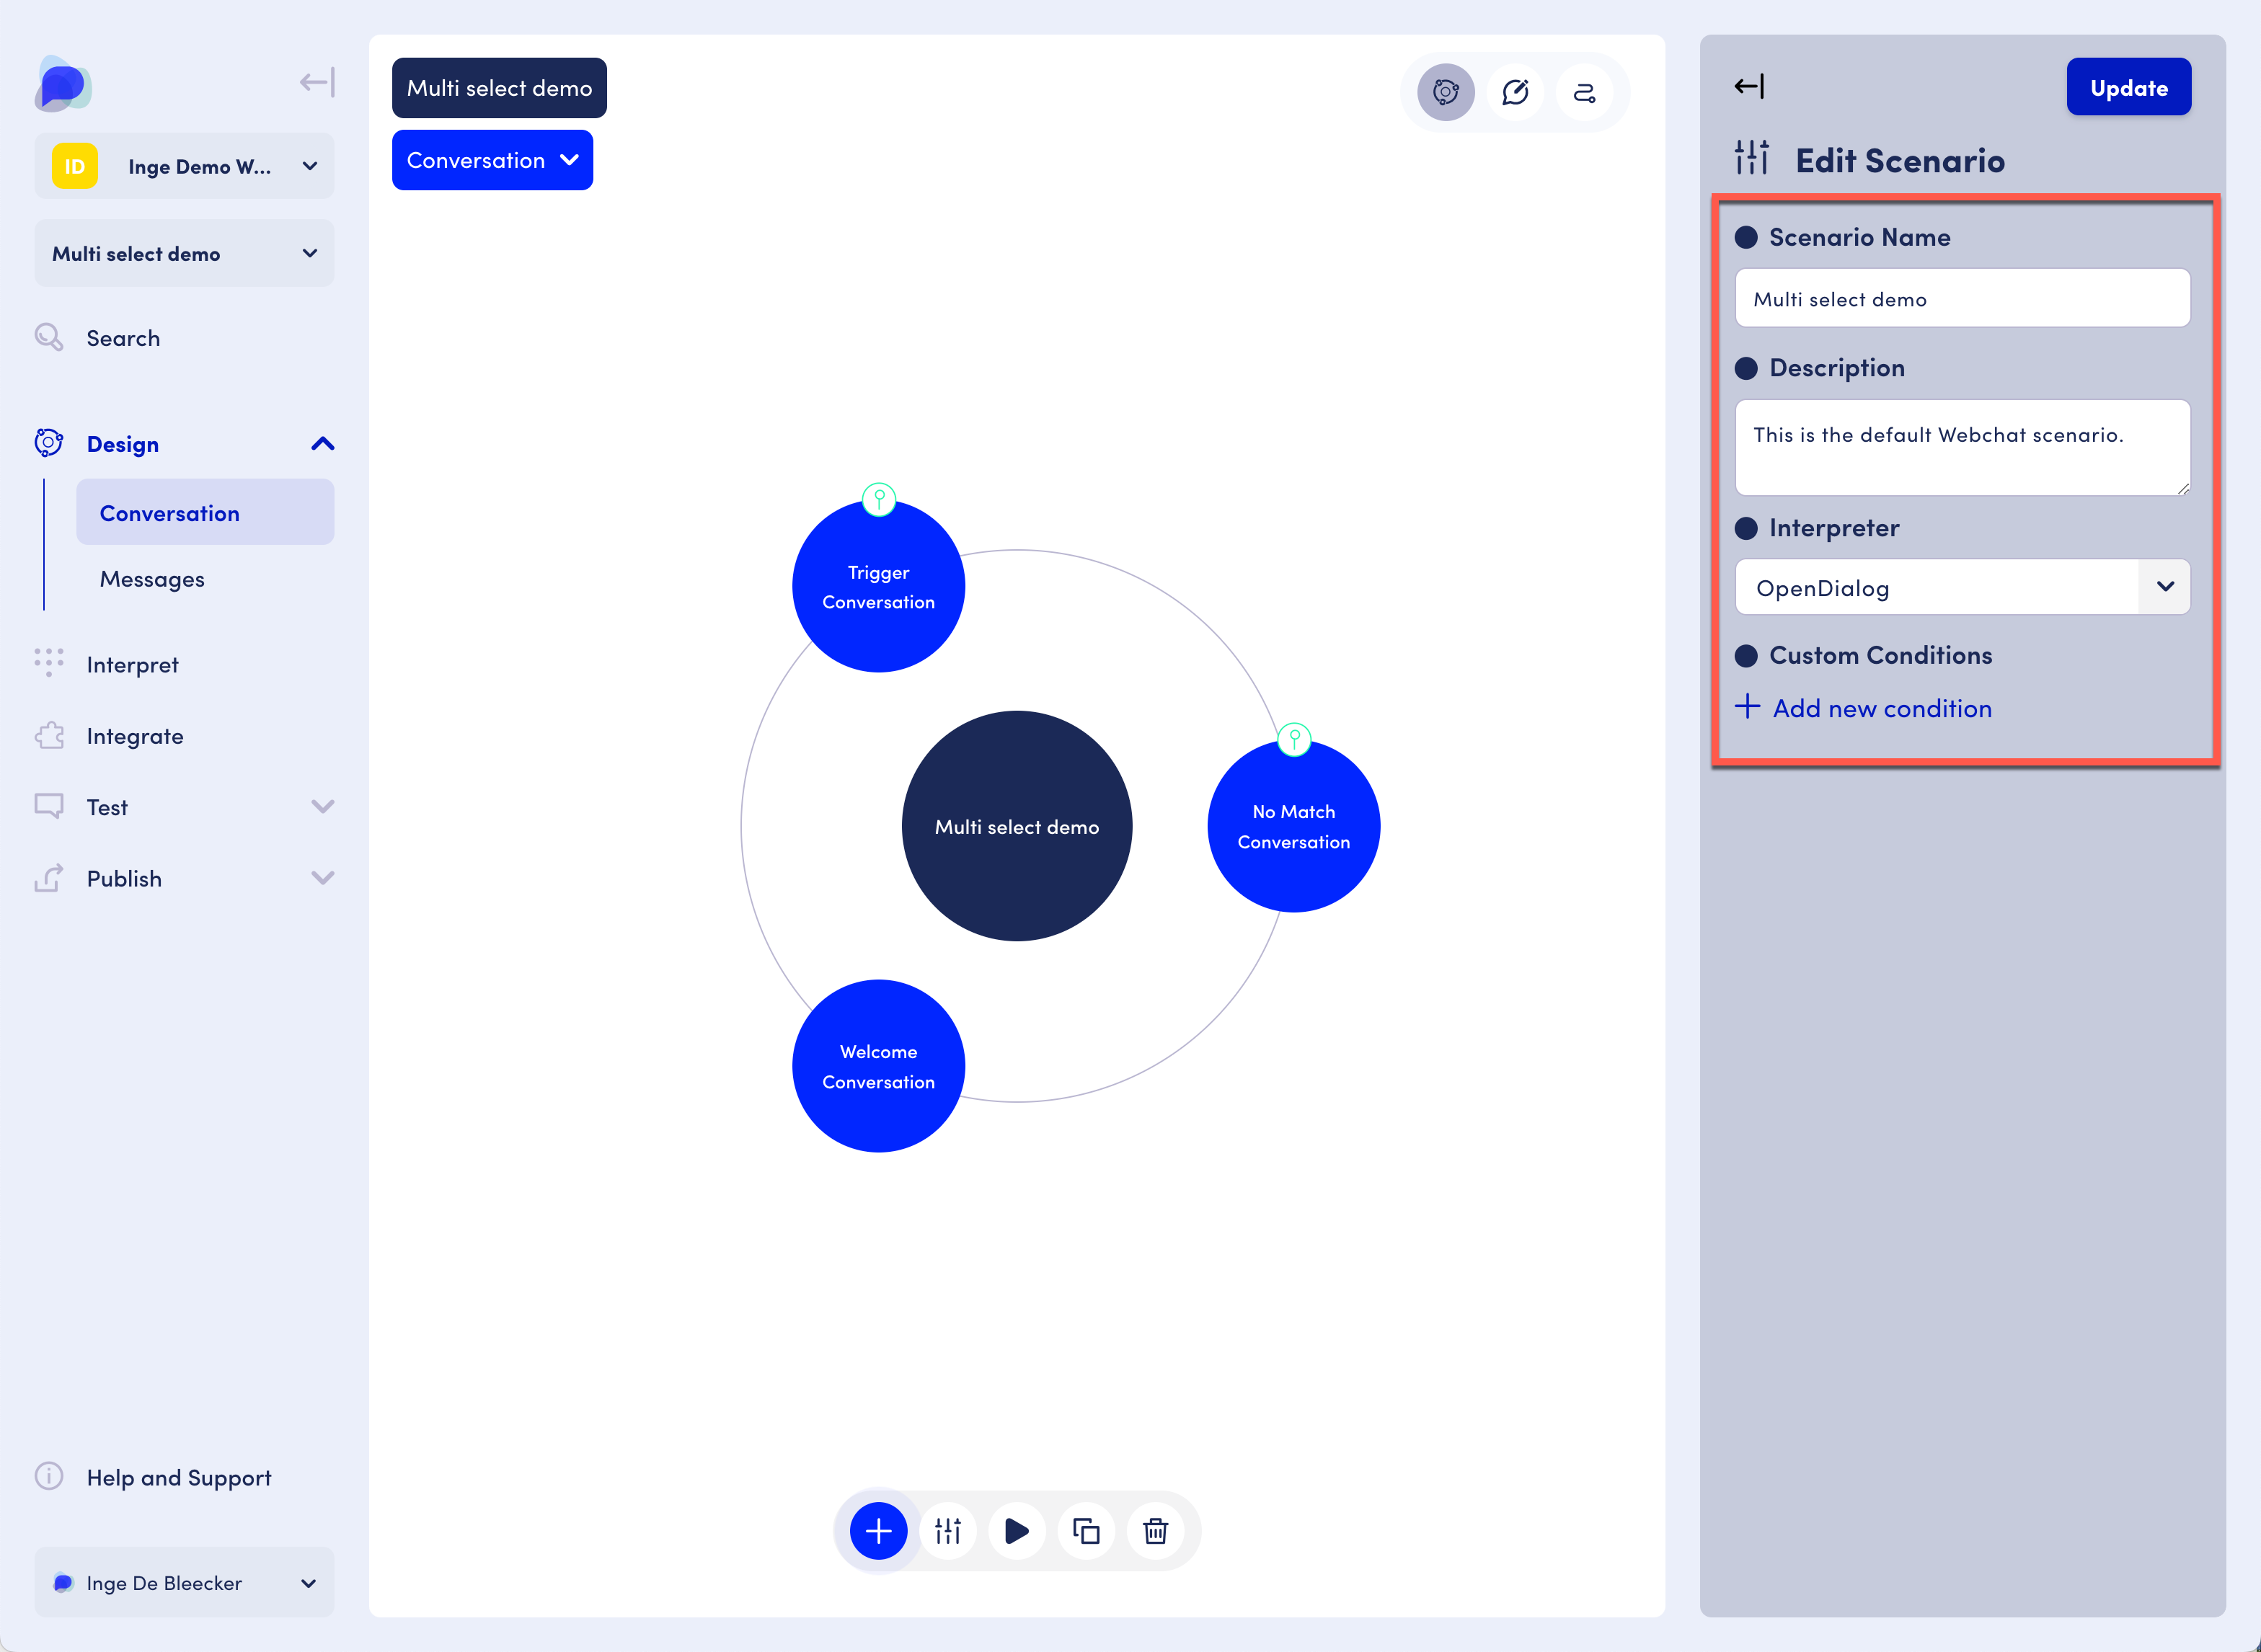 ID
Inge Demo W...
Multi select demo
Search
Design
Conversation
Messages
Interpret
Integrate
Test
Publish
Help and Support
Inge De Bleecker
Multi select demo
Conversation
Trigger
Conversation
No Match
Conversation
Multi select demo
Welcome
Conversation
Update
Edit Scenario
Scenario Name
Multi select demo
Description
This is the default Webchat scenario.
Interpreter
OpenDialog
Custom Conditions
Add new condition